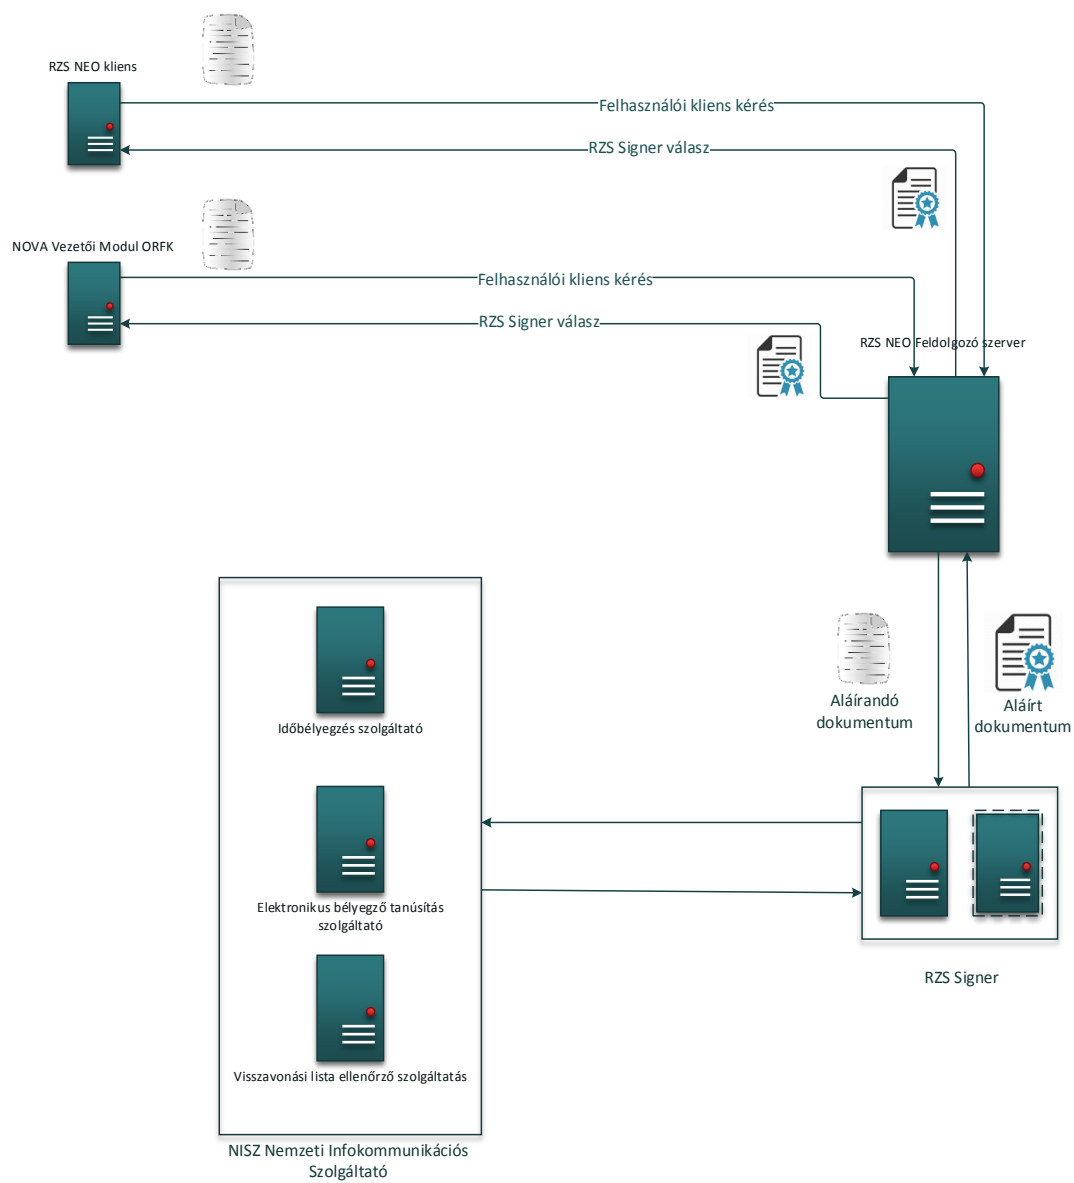 RZS NEO kliens
Felhasználói kliens kérés
RZS Signer válasz
NOVA Vezetői Modul ORFK
Felhasználói kliens kérés
RZS Signer válasz
RZS NEO Feldolgozó szerver
Aláírandó
dokumentum
Aláírt
dokumentum
Időbélyegzés szolgáltató
Elektronikus bélyegző tanúsítás
szolgáltató
Visszavonási lista ellenőrző szolgáltatás
RZS Signer
NISZ Nemzeti Infokommunikációs
Szolgáltató